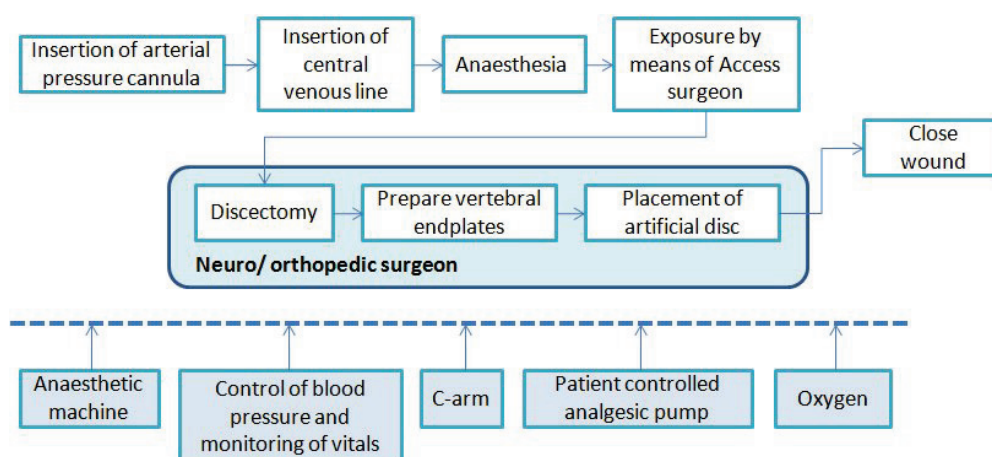 Insertion of arterial
pressure cannula
Insertion of
central
venous line
Anaesthesia
Exposure by
means of Access
surgeon
Close
wound
Discectomy
Prepare vertebral
endplates
Placement of
artificial disc
Neuro/ orthopedic surgeon
Anaesthetic
machine
Control of blood
pressure and
monitoring of vitals
C-arm
Patient controlled
analgesic pump
Oxygen